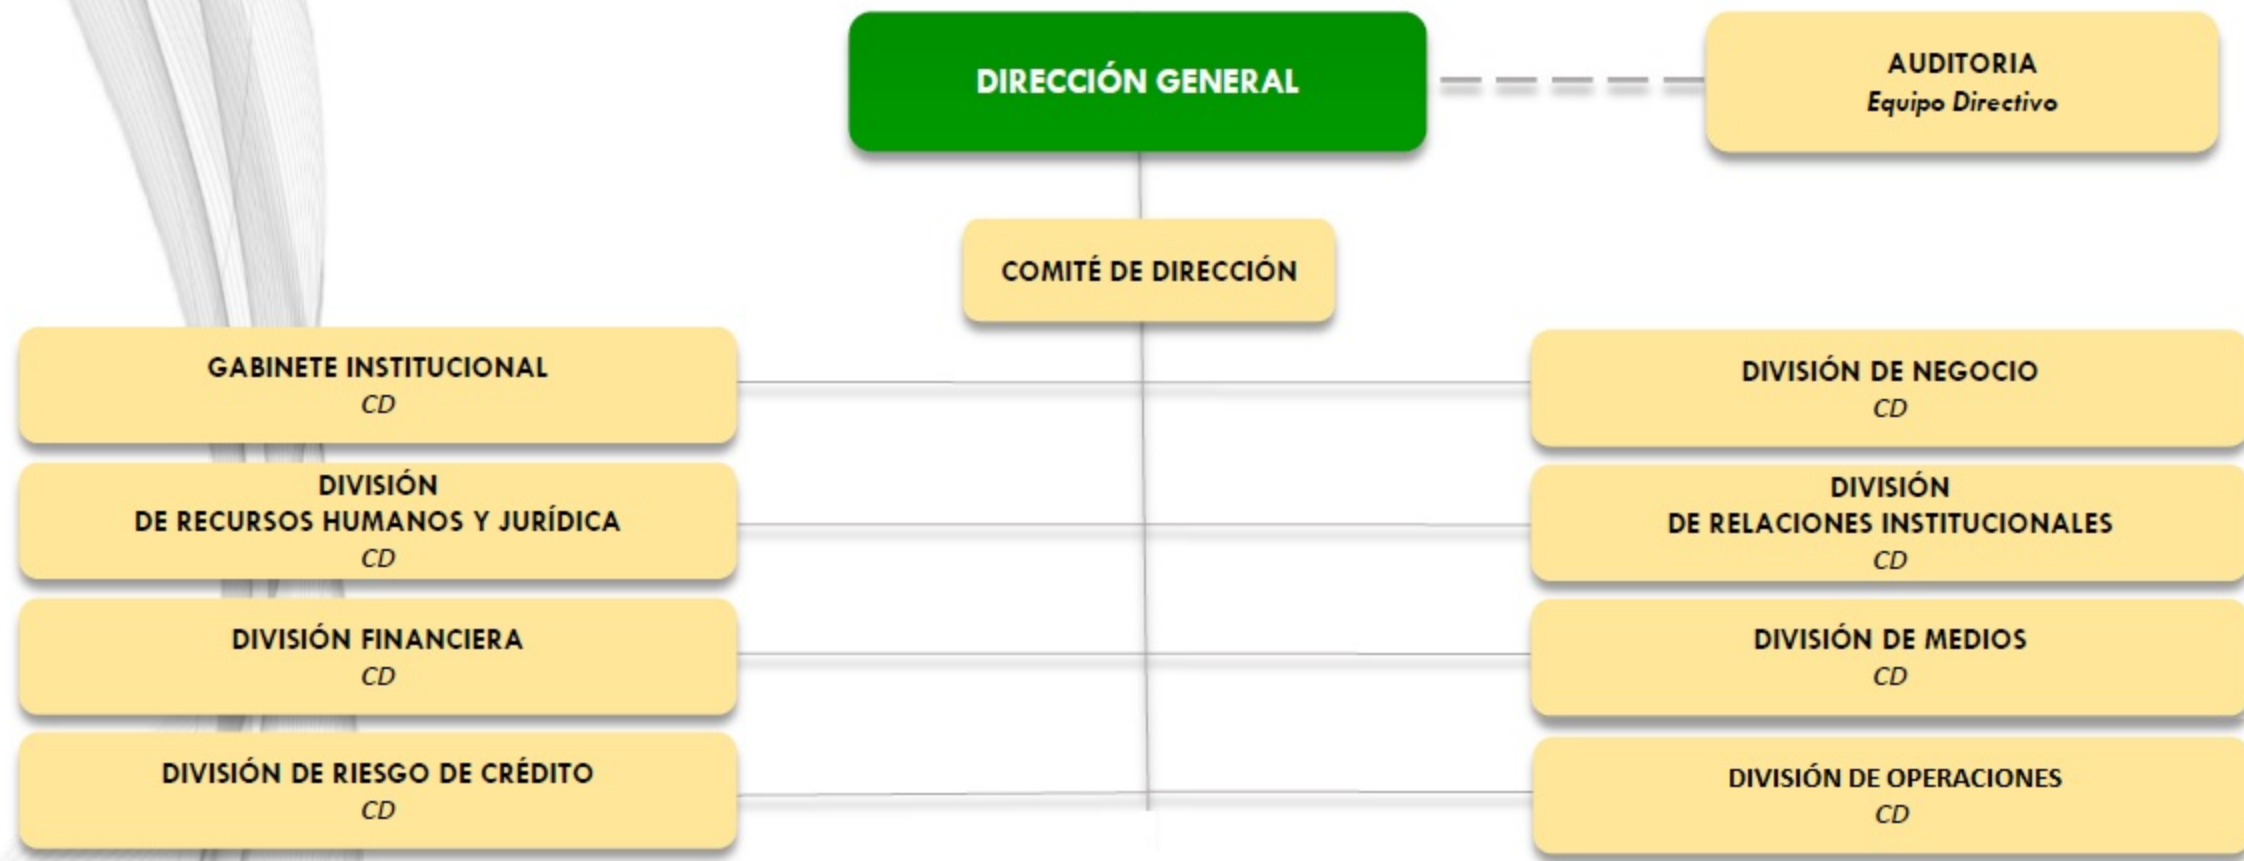 DIRECCIÓN GENERAL
AUDITORIA
Equipo Directivo
COMITÉ DE DIRECCIÓN
GABINETE INSTITUCIONAL
CD
DIVISIÓN DE NEGOCIO
CD
DIVISIÓN
DE RECURSOS HUMANOS Y JURÍDICA
CD
DIVISIÓN
DE RELACIONES INSTITUCIONALES
CD
DIVISIÓN FINANCIERA
CD
DIVISIÓN DE MEDIOS
CD
DIVISIÓN DE RIESGO DE CRÉDITO
CD
DIVISIÓN DE OPERACIONES
CD